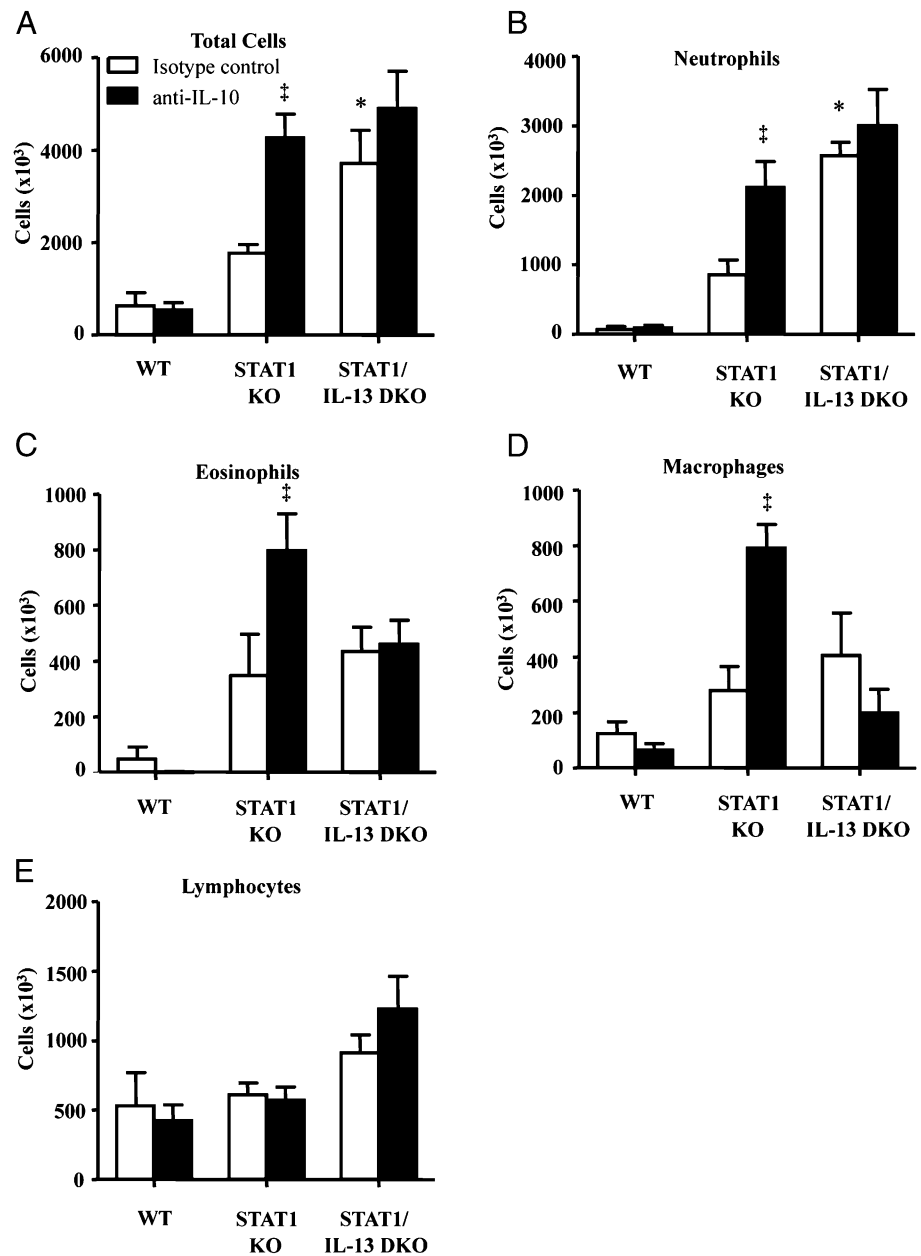 A
Total Cells
Isotype control
anti-IL-10
6000
4000
2000
0
Cells (x10³)
‡
*
WT
STAT1
KO
STAT1/
IL-13 DKO
B
Neutrophils
4000
3000
2000
1000
0
Cells (x10³)
‡
*
WT
STAT1
KO
STAT1/
IL-13 DKO
C
Eosinophils
1000
800
600
400
200
0
Cells (x10³)
‡
WT
STAT1
KO
STAT1/
IL-13 DKO
D
Macrophages
1000
800
600
400
200
0
Cells (x10³)
‡
WT
STAT1
KO
STAT1/
IL-13 DKO
E
Lymphocytes
2000
1500
1000
500
0
Cells (x10³)
WT
STAT1
KO
STAT1/
IL-13 DKO